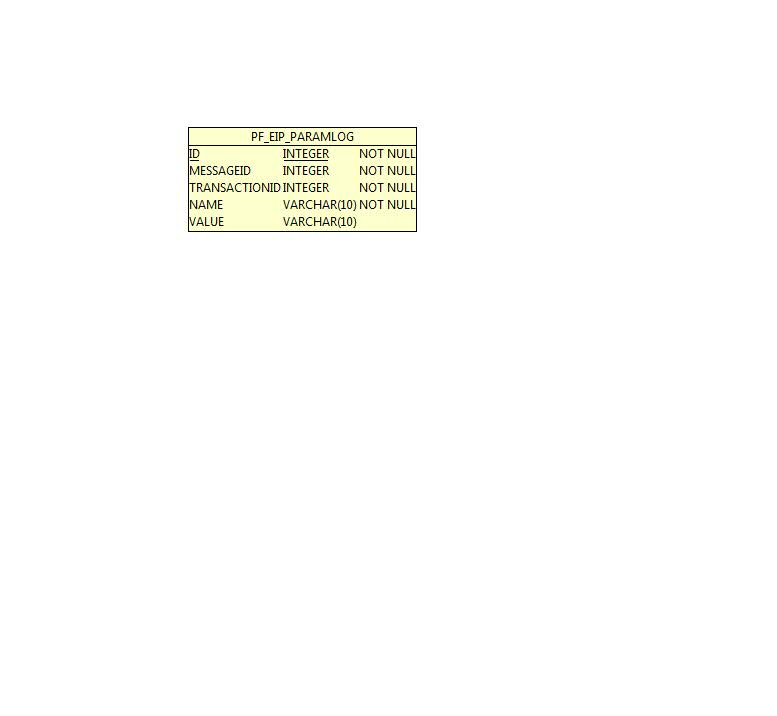 PF_EIP_PARAMLOG
ID INTEGER NOT NULL
MESSAGEID INTEGER NOT NULL
TRANSACTIONID INTEGER NOT NULL
NAME VARCHAR(10) NOT NULL
VALUE VARCHAR(10)